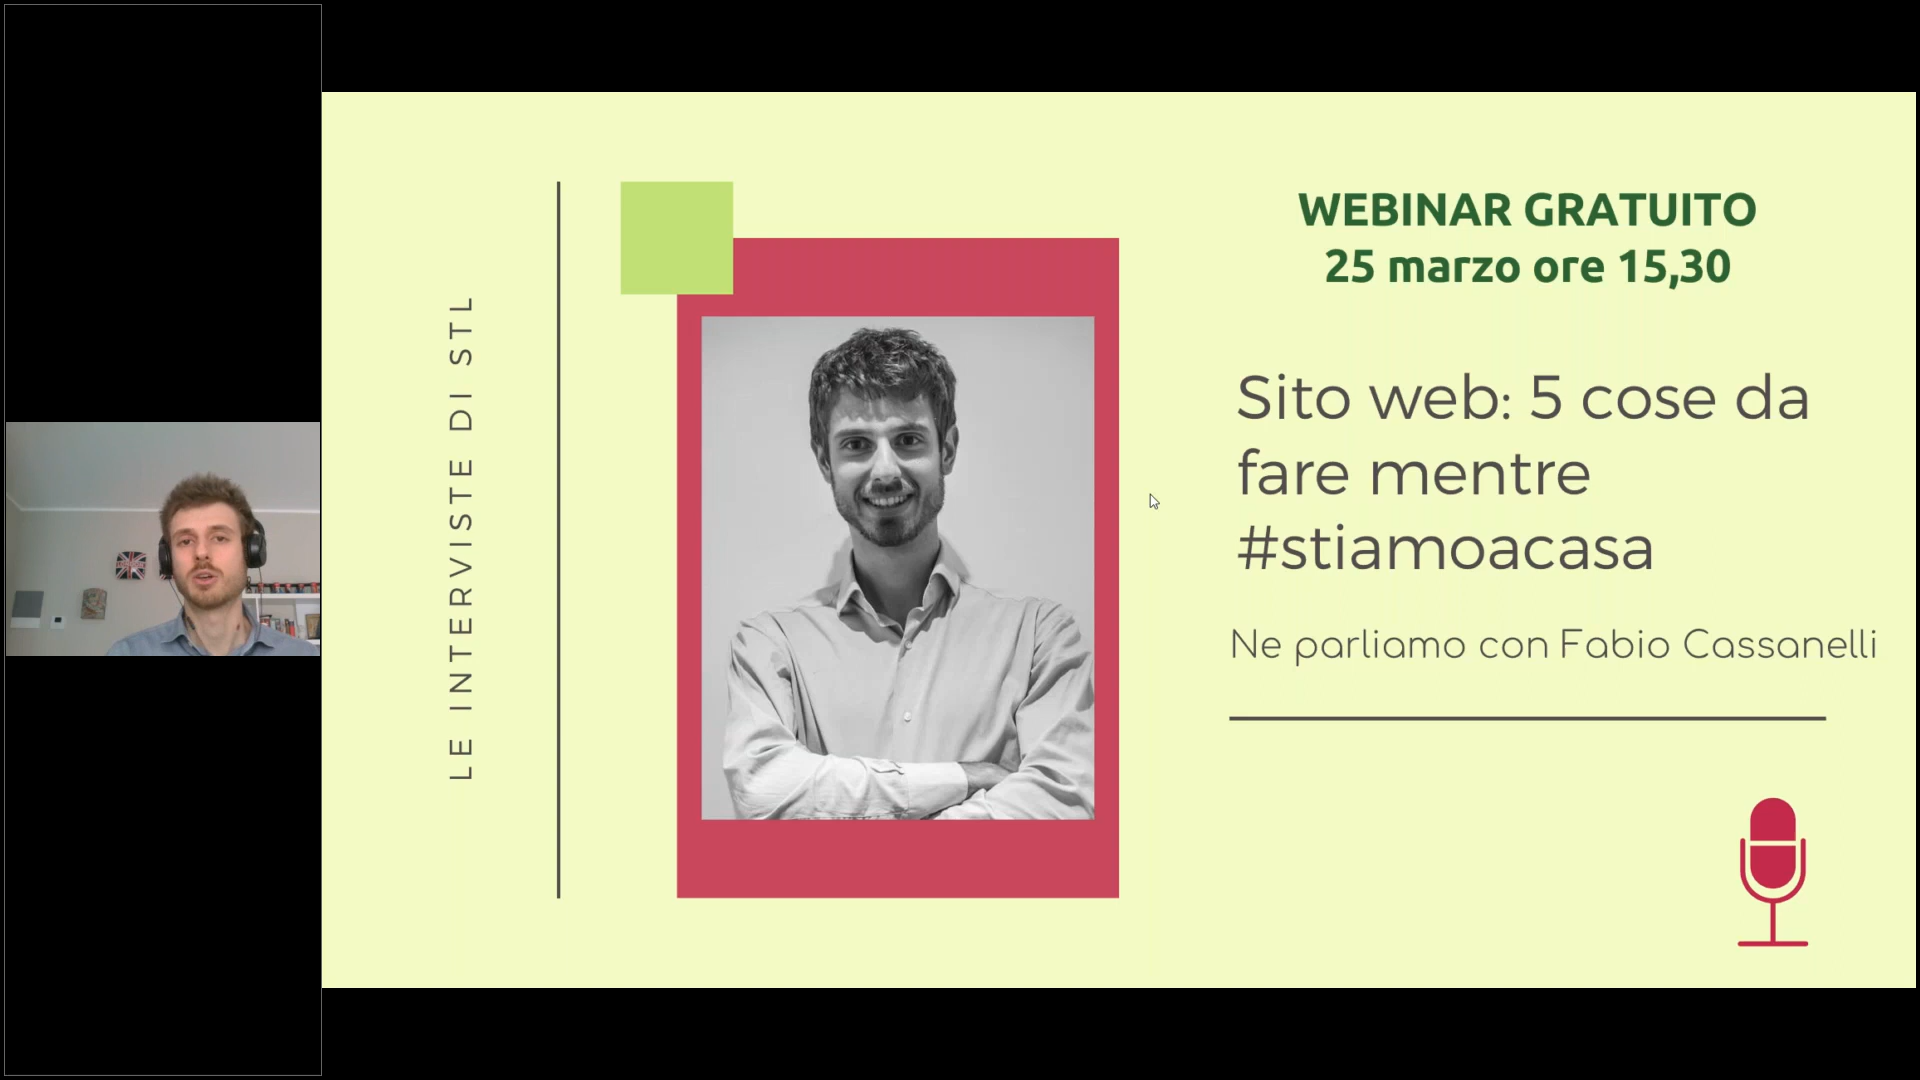 LE INTERVISTE DI STL
WEBINAR GRATUITO
25 marzo ore 15,30
Sito web: 5 cose da
fare mentre
#stiamoacasa
Ne parliamo con Fabio Cassanelli